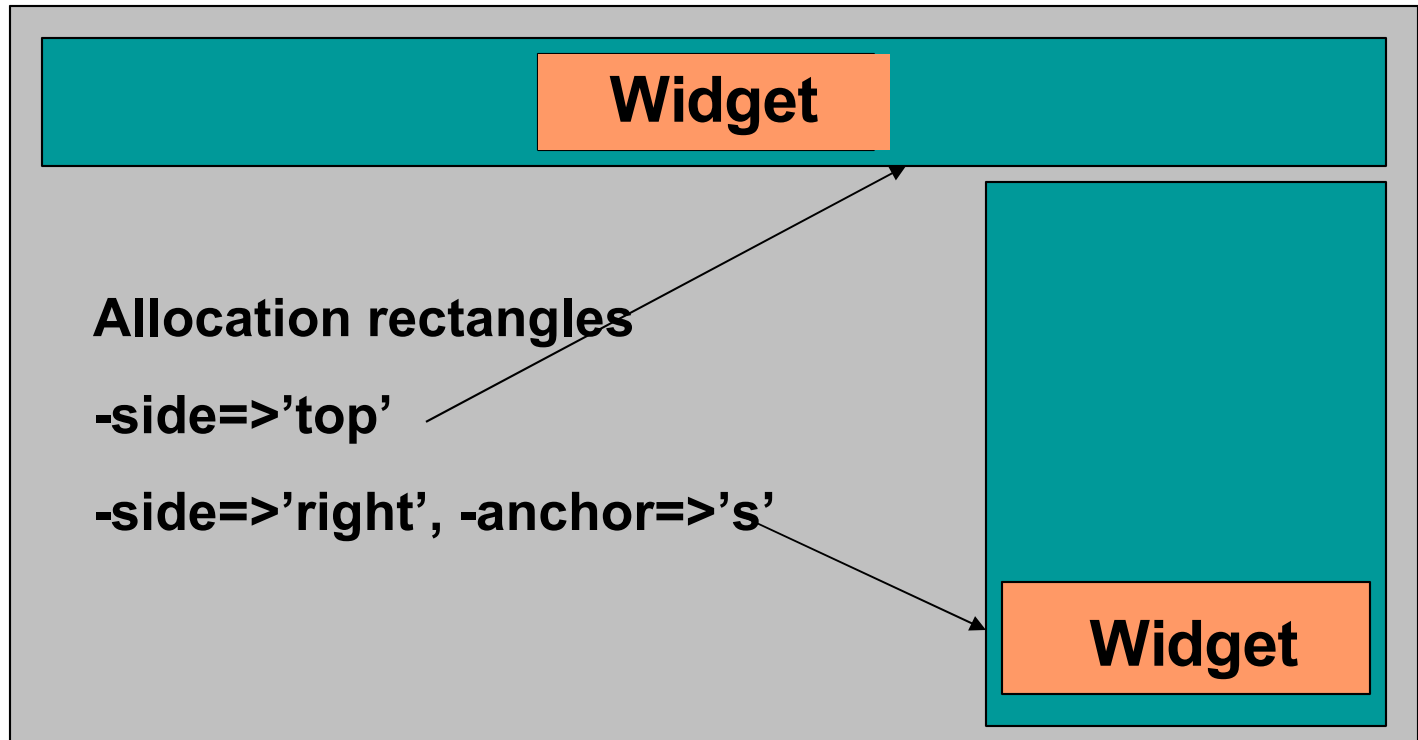 Widget
Allocation rectangles
-side=>’top’
-side=>’right’, -anchor=>’s’
Widget